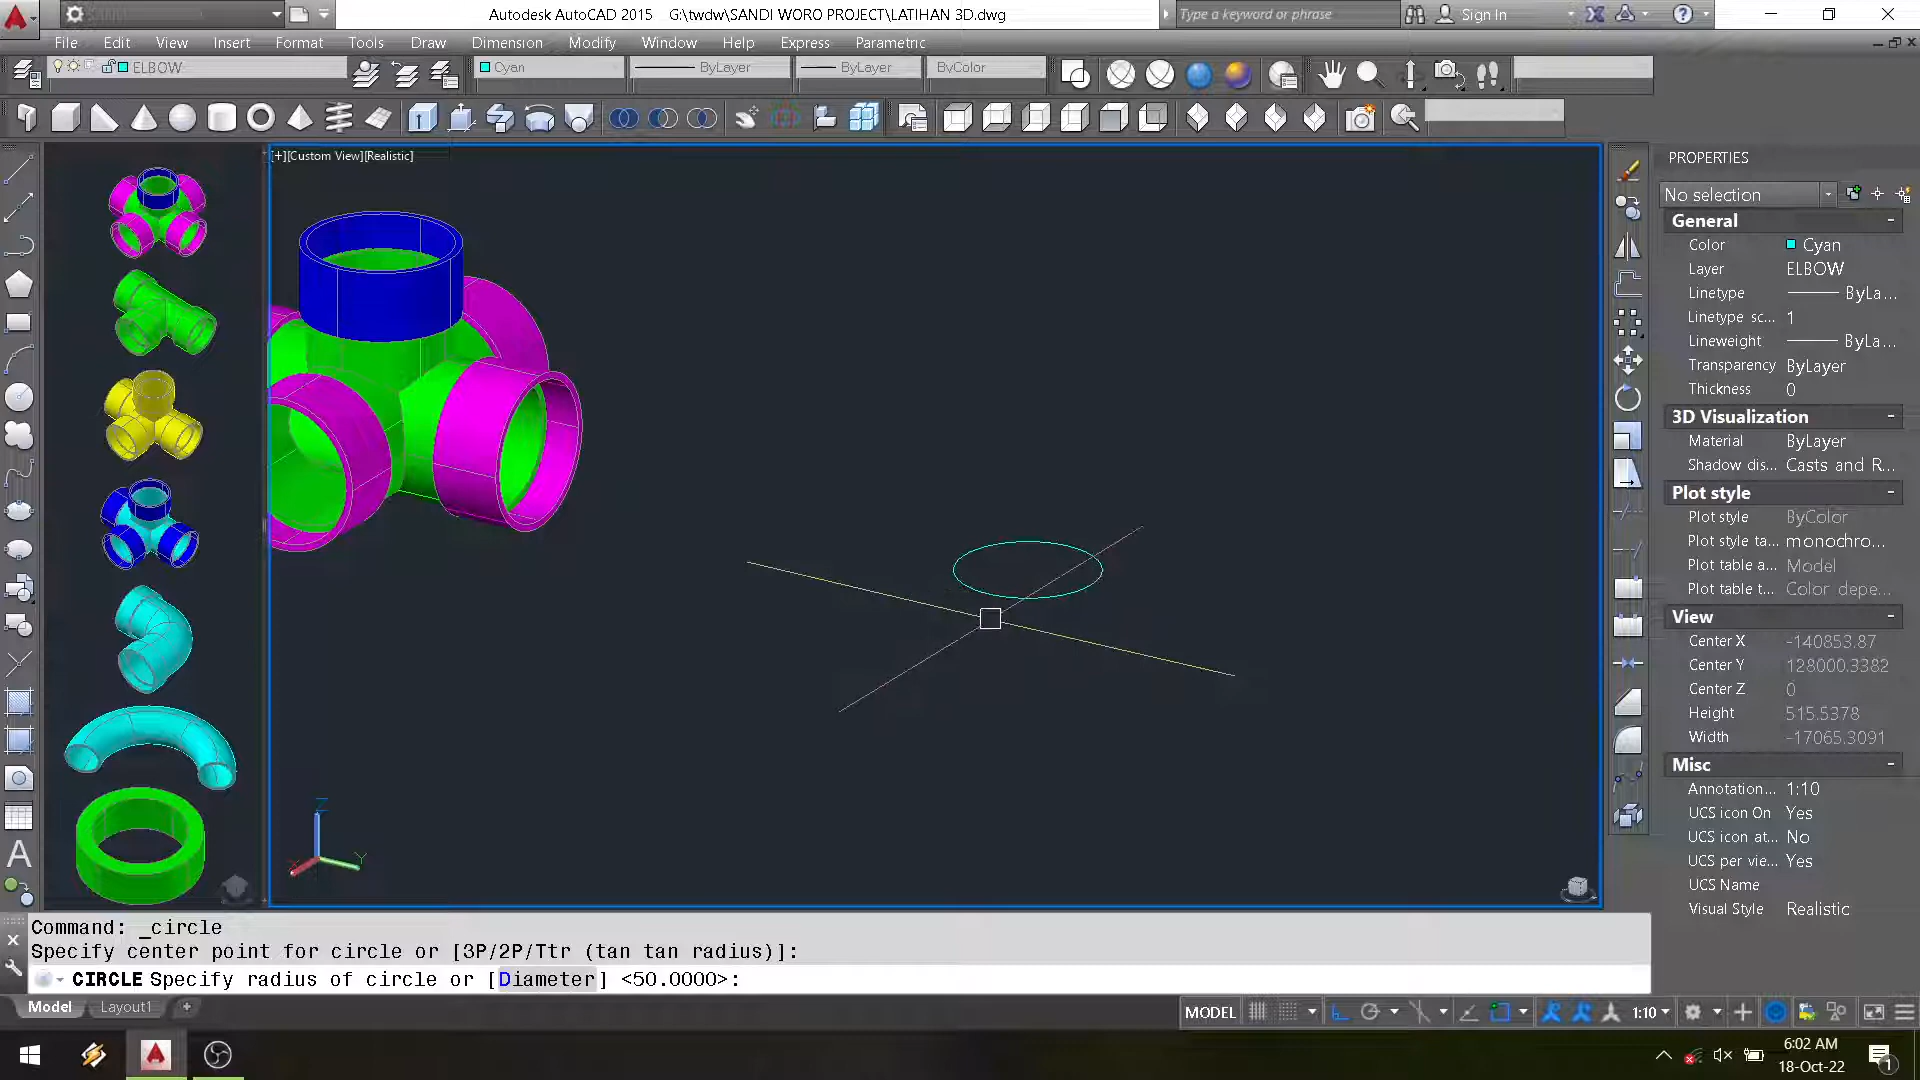 Autodesk AutoCAD 2015 G:\twdw\SANDI WORO PROJECT\LATIHAN 3D.dwg
Type a keyword or phrase
Sign In
File Edit View Insert Format Tools Draw Dimension Modify Window Help Express Parametric
ELBOW
Cyan
ByLayer
ByLayer
ByColor
[+][Custom View][Realistic]
Z
X
Y
PROPERTIES
No selection
General
Color Cyan
Layer ELBOW
Linetype ByLa...
Linetype sc... 1
Lineweight ByLa...
Transparency ByLayer
Thickness 0
3D Visualization
Material ByLayer
Shadow dis... Casts and R...
Plot style
Plot style ByColor
Plot style ta... monochro...
Plot table a... Model
Plot table t... Color depe...
View
Center X -140853.87
Center Y 128000.3382
Center Z 0
Height 515.5378
Width -17065.3091
Misc
Annotation... 1:10
UCS icon On Yes
UCS icon at... No
UCS per vie... Yes
UCS Name
Visual Style Realistic
Command: _circle
Specify center point for circle or [3P/2P/Ttr (tan tan radius)]:
CIRCLE Specify radius of circle or [Diameter] <50.0000>:
Model Layout1
MODEL
1:10
6:02 AM
18-Oct-22
1